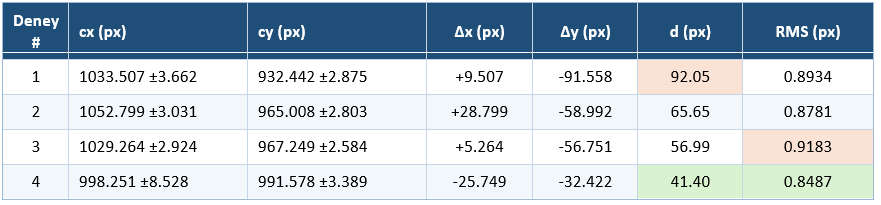 Deney # cx (px) cy (px) Δx (px) Δy (px) d (px) RMS (px)
1 1033.507 ±3.662 932.442 ±2.875 +9.507 -91.558 92.05 0.8934
2 1052.799 ±3.031 965.008 ±2.803 +28.799 -58.992 65.65 0.8781
3 1029.264 ±2.924 967.249 ±2.584 +5.264 -56.751 56.99 0.9183
4 998.251 ±8.528 991.578 ±3.389 -25.749 -32.422 41.40 0.8487